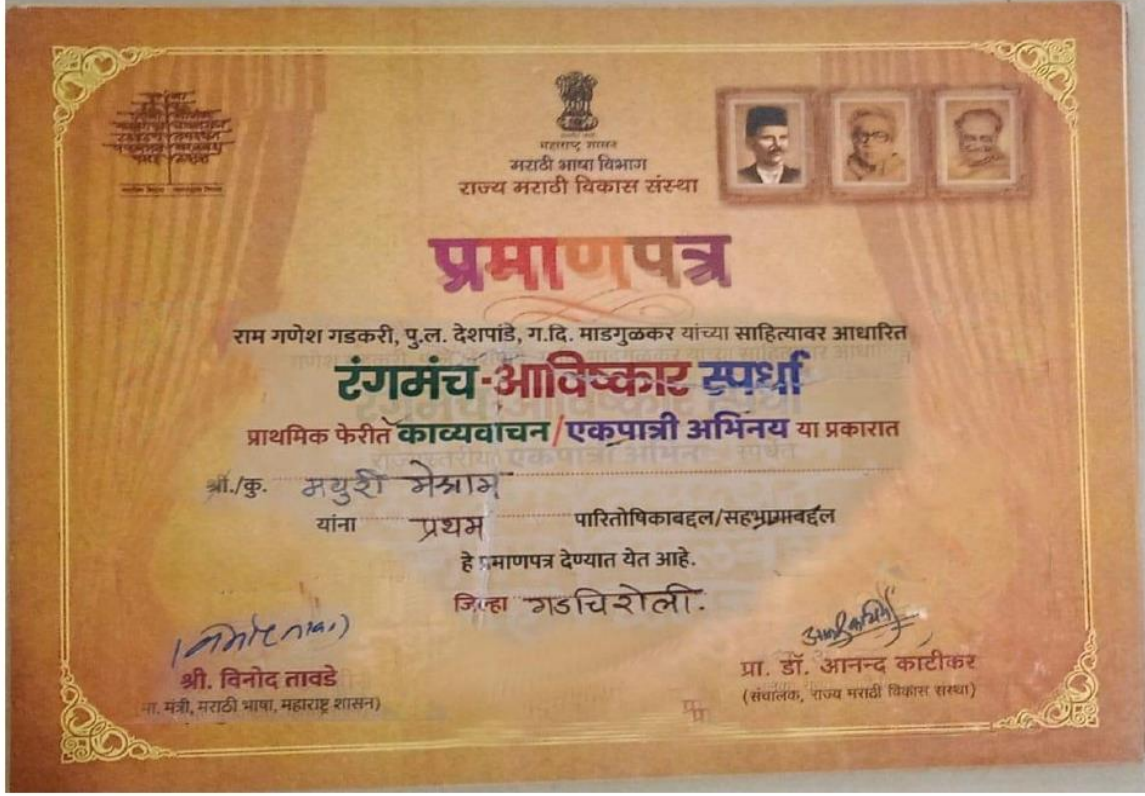 महाराष्ट्र शासन
मराठी भाषा विभाग
राज्य मराठी विकास संस्था
प्रमाणपत्र
राम गणेश गडकरी, पु.ल. देशपांडे, ग.दि. माडगुळकर यांच्या साहित्यावर आधारित
रंगमंच-आविष्कार स्पर्धा
प्राथमिक फेरीत काव्यवाचन/एकपात्री अभिनय या प्रकारात
श्री./कु. मयुरी मेश्राम
यांना प्रथम पारितोषिकाबद्दल/सहभागाबद्दल
हे प्रमाणपत्र देण्यात येत आहे.
जिल्हा गडचिरोली.
श्री. विनोद तावडे
(मा. मंत्री, मराठी भाषा, महाराष्ट्र शासन)
प्रा. डॉ. आनन्द काटीकर
(संचालक, राज्य मराठी विकास संस्था)